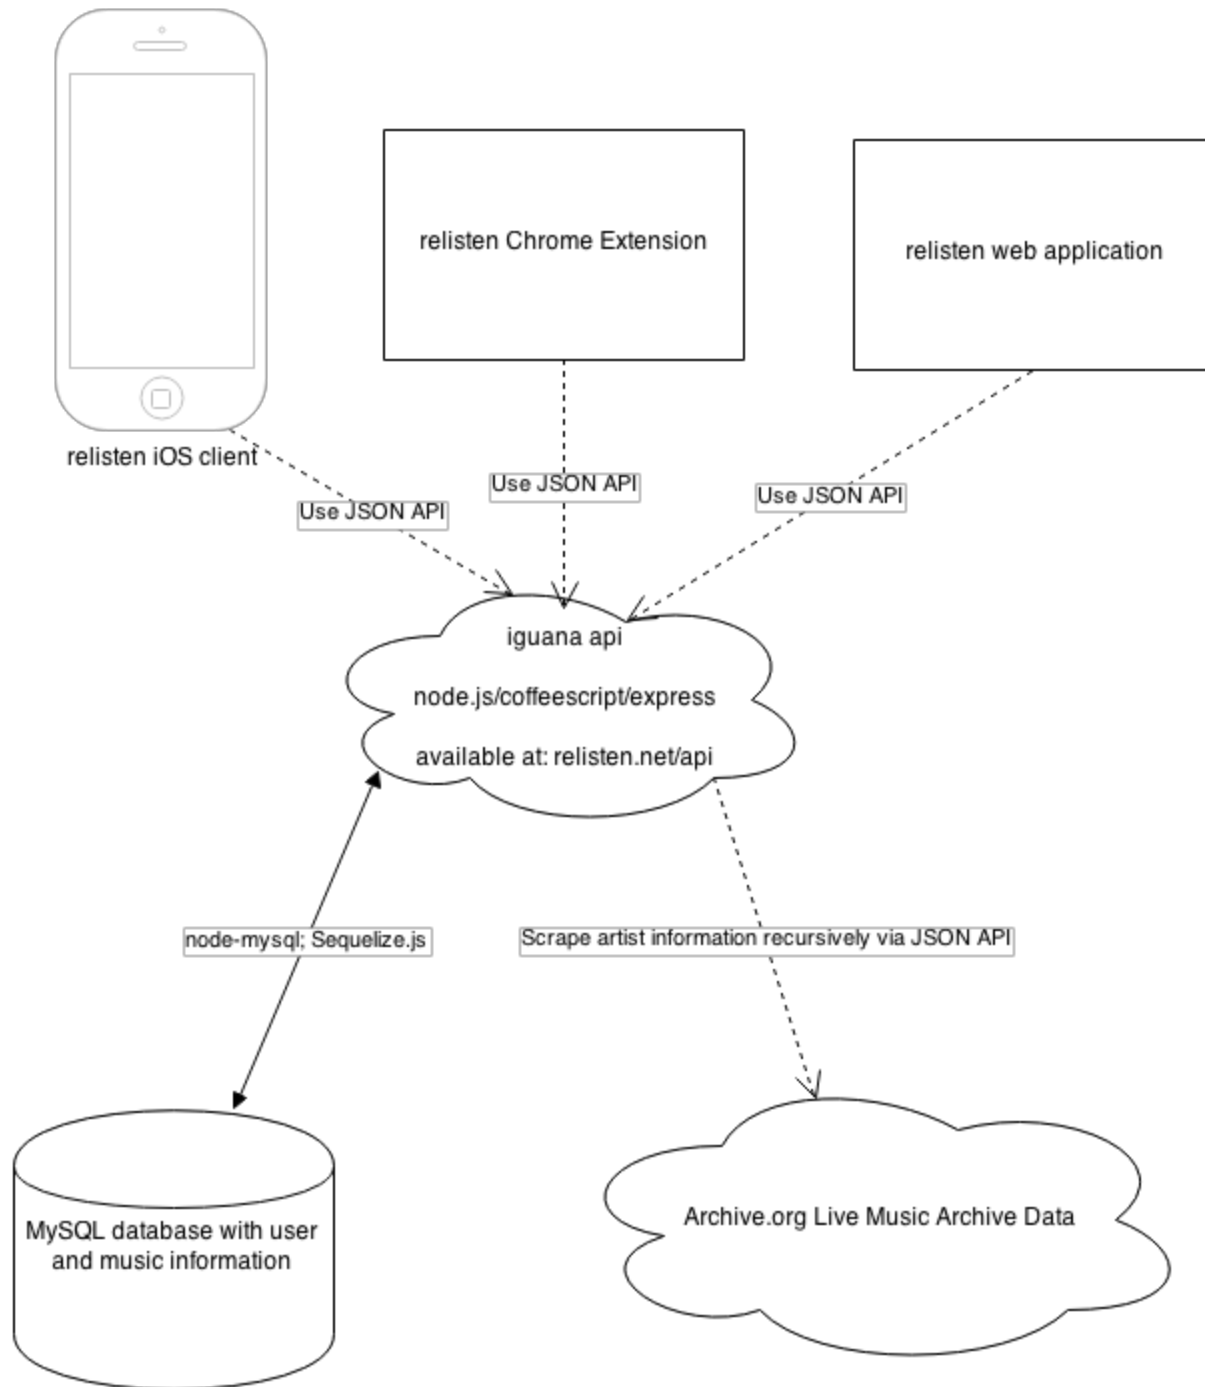 relisten Chrome Extension
relisten web application
relisten iOS client
Use JSON API
Use JSON API
Use JSON API
iguana api
node.js/coffeescript/express
available at: relisten.net/api
node-mysql; Sequelize.js
Scrape artist information recursively via JSON API
MySQL database with user
and music information
Archive.org Live Music Archive Data